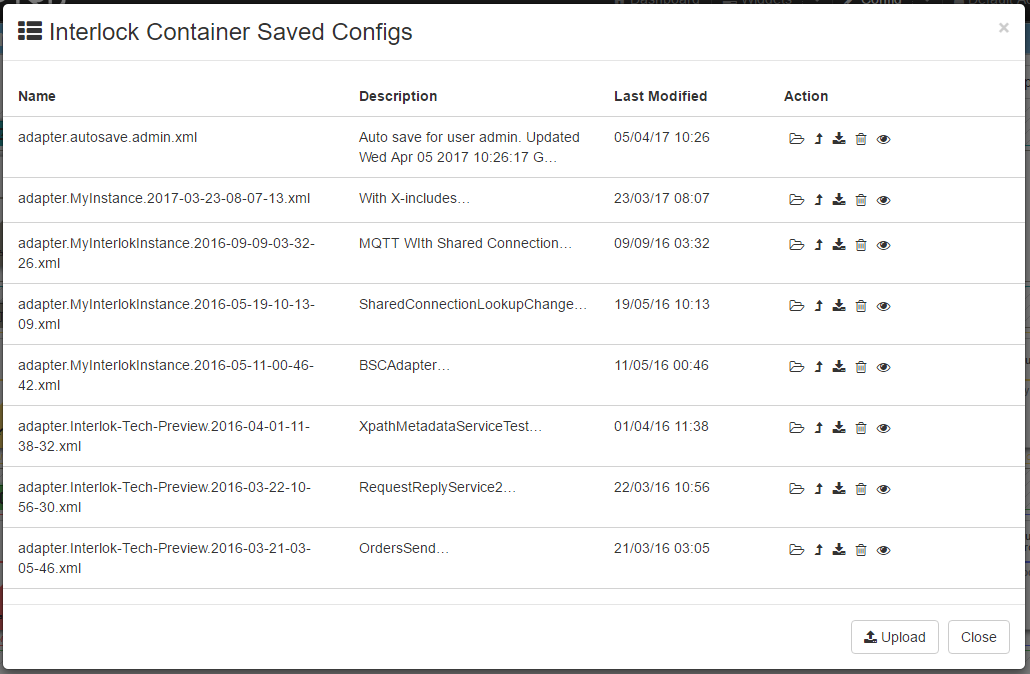 Interlock Container Saved Configs
×
Name Description Last Modified Action
adapter.autosave.admin.xml Auto save for user admin. Updated 05/04/17 10:26
Wed Apr 05 2017 10:26:17 G…
adapter.MyInstance.2017-03-23-08-07-13.xml With X-includes… 23/03/17 08:07
adapter.MyInterlokInstance.2016-09-09-03-32- MQTT WIth Shared Connection… 09/09/16 03:32
26.xml
adapter.MyInterlokInstance.2016-05-19-10-13- SharedConnectionLookupChange… 19/05/16 10:13
09.xml
adapter.MyInterlokInstance.2016-05-11-00-46- BSCAdapter… 11/05/16 00:46
42.xml
adapter.Interlok-Tech-Preview.2016-04-01-11- XpathMetadataServiceTest… 01/04/16 11:38
38-32.xml
adapter.Interlok-Tech-Preview.2016-03-22-10- RequestReplyService2… 22/03/16 10:56
56-30.xml
adapter.Interlok-Tech-Preview.2016-03-21-03- OrdersSend… 21/03/16 03:05
05-46.xml
Upload Close